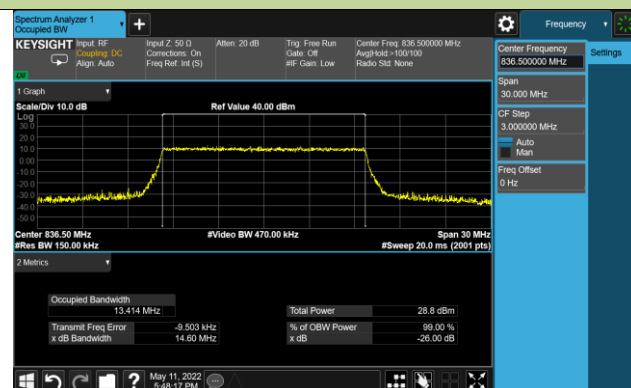 Spectrum Analyzer 1
Occupied BW
Frequency
KEYSIGHT
Input: RF
Coupling: DC
Align: Auto
Input Z: 50 Ω
Corrections: On
Freq Ref: Int (S)
Atten: 20 dB
Trig: Free Run
Gate: Off
#IF Gain: Low
Center Freq: 836.500000 MHz
Avg|Hold:>100/100
Radio Std: None
1 Graph
Scale/Div 10.0 dB
Ref Value 40.00 dBm
Log
30.0
20.0
10.0
0.00
-10.0
-20.0
-30.0
-40.0
-50.0
Center 836.50 MHz
#Video BW 470.00 kHz
Span 30 MHz
#Res BW 150.00 kHz
#Sweep 20.0 ms (2001 pts)
2 Metrics
Occupied Bandwidth
13.414 MHz
Total Power
28.8 dBm
Transmit Freq Error
-9.503 kHz
% of OBW Power
99.00 %
x dB Bandwidth
14.60 MHz
x dB
-26.00 dB
Center Frequency
836.500000 MHz
Settings
Span
30.000 MHz
CF Step
3.000000 MHz
Auto
Man
Freq Offset
0 Hz
May 11, 2022
5:48:17 PM